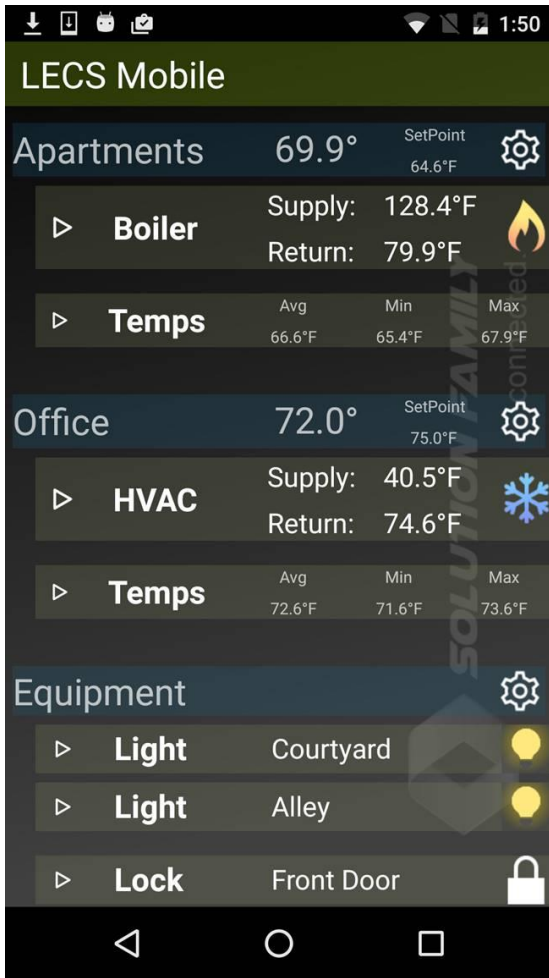 1:50
LECS Mobile
Apartments 69.9° SetPoint
64.6°F
Boiler Supply: 128.4°F
Return: 79.9°F
Temps Avg Min Max
66.6°F 65.4°F 67.9°F
Office 72.0° SetPoint
75.0°F
HVAC Supply: 40.5°F
Return: 74.6°F
Temps Avg Min Max
72.6°F 71.6°F 73.6°F
Equipment
Light Courtyard
Light Alley
Lock Front Door
SOLUTION FAMILY
connected.